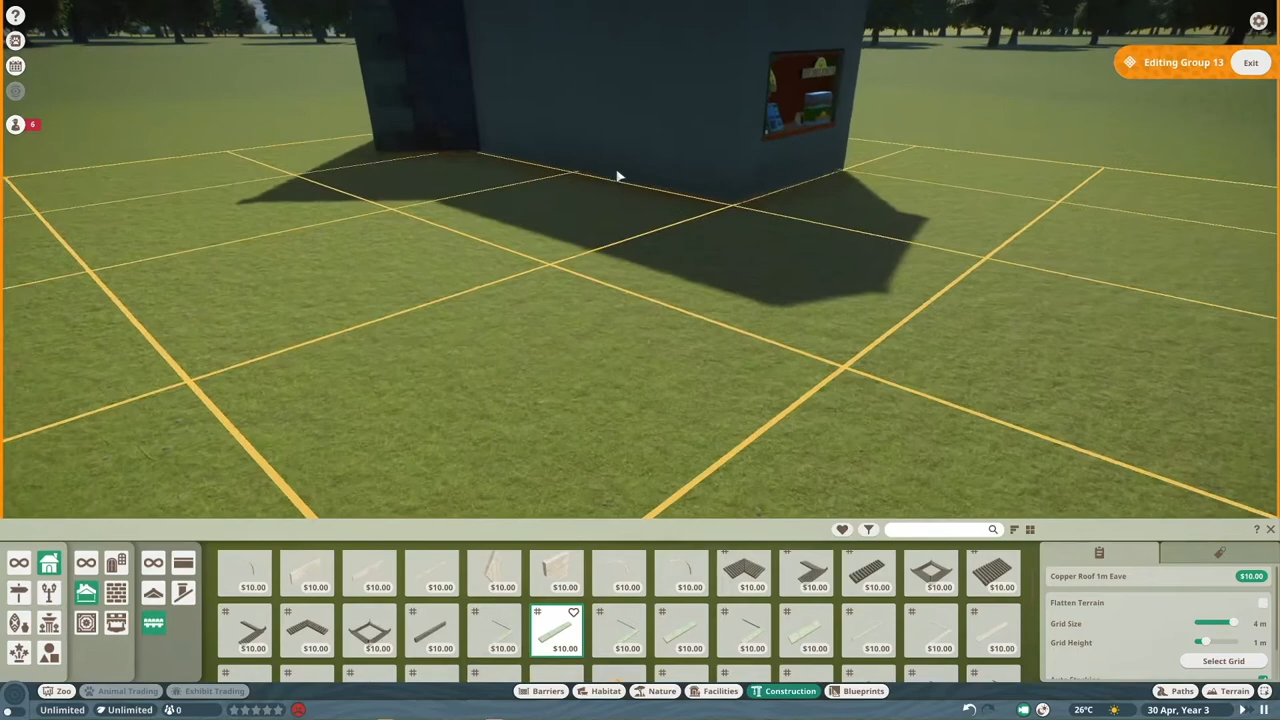 ?
Editing Group 13 Exit
6
? ×
$10.00 $10.00 $10.00 $10.00 $10.00 $10.00 $10.00 $10.00 $10.00 $10.00 $10.00 $10.00 $10.00
Copper Roof 1m Eave $10.00
Flatten Terrain
$10.00 $10.00 $10.00 $10.00 $10.00 $10.00 $10.00 $10.00 $10.00 $10.00 $10.00 $10.00 $10.00
Grid Size 4 m
Grid Height 1 m
Select Grid
Zoo Animal Trading Exhibit Trading Barriers Habitat Nature Facilities Construction Blueprints Paths Terrain
Unlimited Unlimited 0 26°C 30 Apr, Year 3